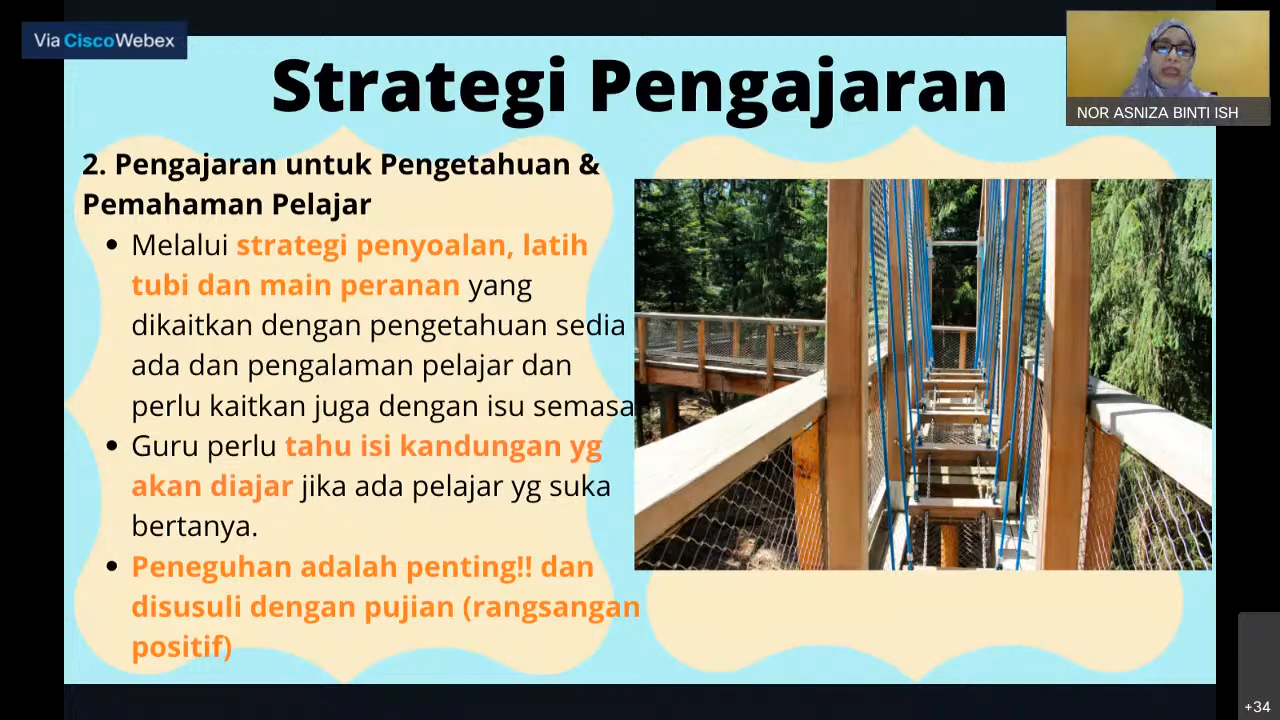 Via Cisco Webex
Strategi Pengajaran
NOR ASNIZA BINTI ISH
2. Pengajaran untuk Pengetahuan &
Pemahaman Pelajar
• Melalui strategi penyoalan, latih
tubi dan main peranan yang
dikaitkan dengan pengetahuan sedia
ada dan pengalaman pelajar dan
perlu kaitkan juga dengan isu semasa
• Guru perlu tahu isi kandungan yg
akan diajar jika ada pelajar yg suka
bertanya.
• Peneguhan adalah penting!! dan
disusuli dengan pujian (rangsangan
positif)
+34